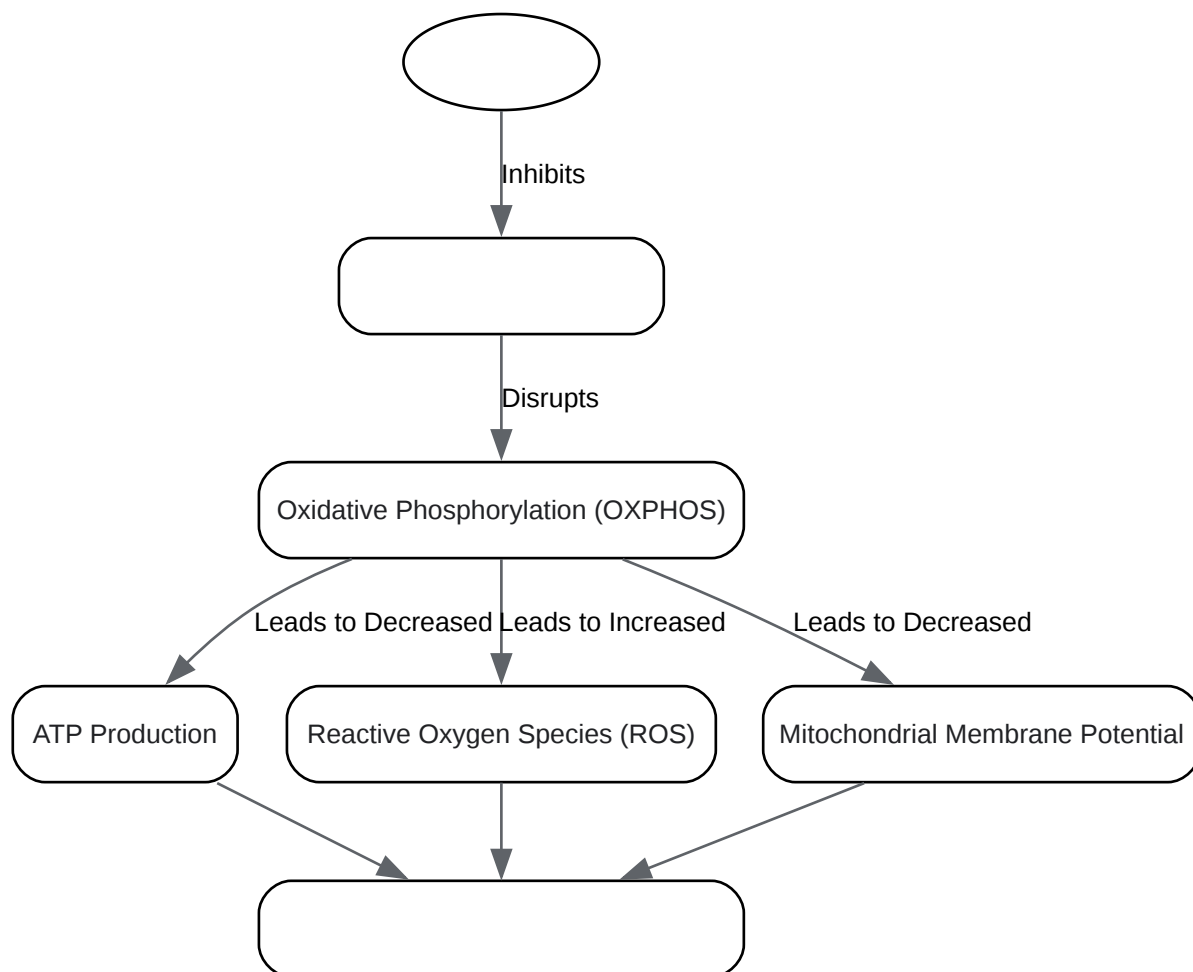 Inhibits
Disrupts
Oxidative Phosphorylation (OXPHOS)
Leads to Decreased
Leads to Increased
Leads to Decreased
ATP Production
Reactive Oxygen Species (ROS)
Mitochondrial Membrane Potential